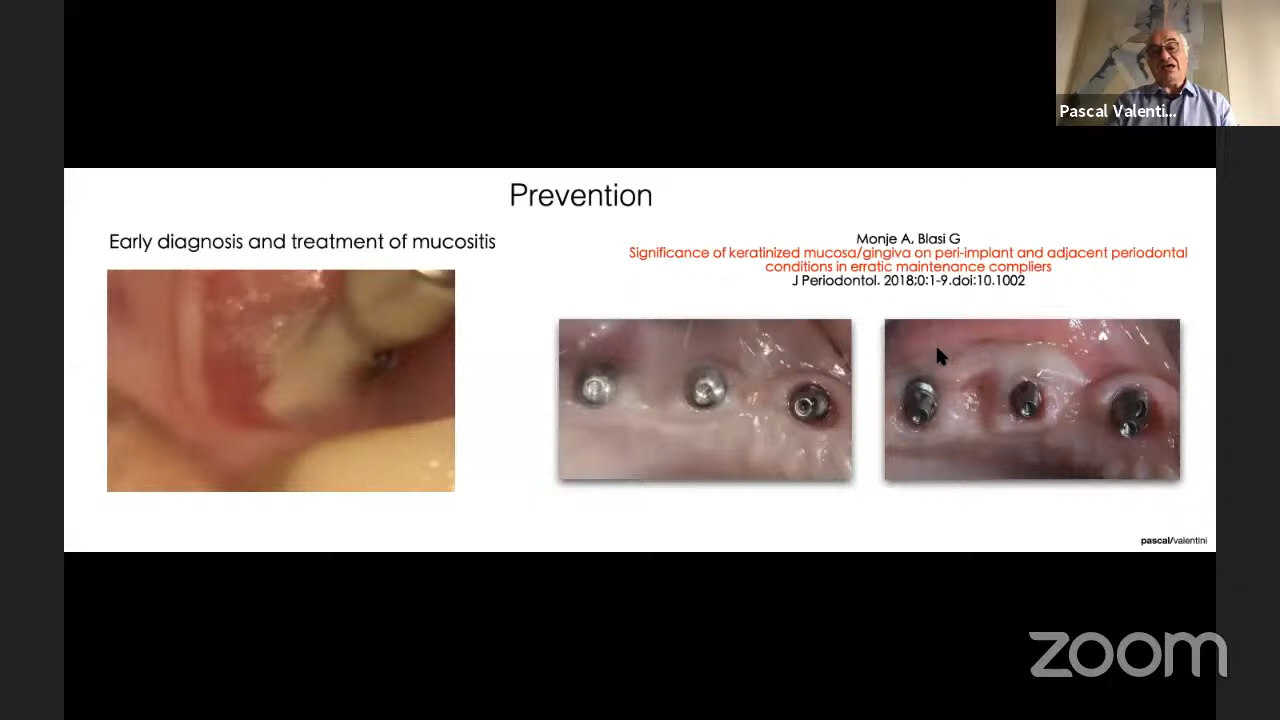 Pascal Valenti...
Prevention
Early diagnosis and treatment of mucositis
Monje A, Blasi G
Significance of keratinized mucosa/gingiva on peri-implant and adjacent periodontal
conditions in erratic maintenance compliers
J Periodontol. 2018;0:1-9.doi:10.1002
pascal/valentini
zoom